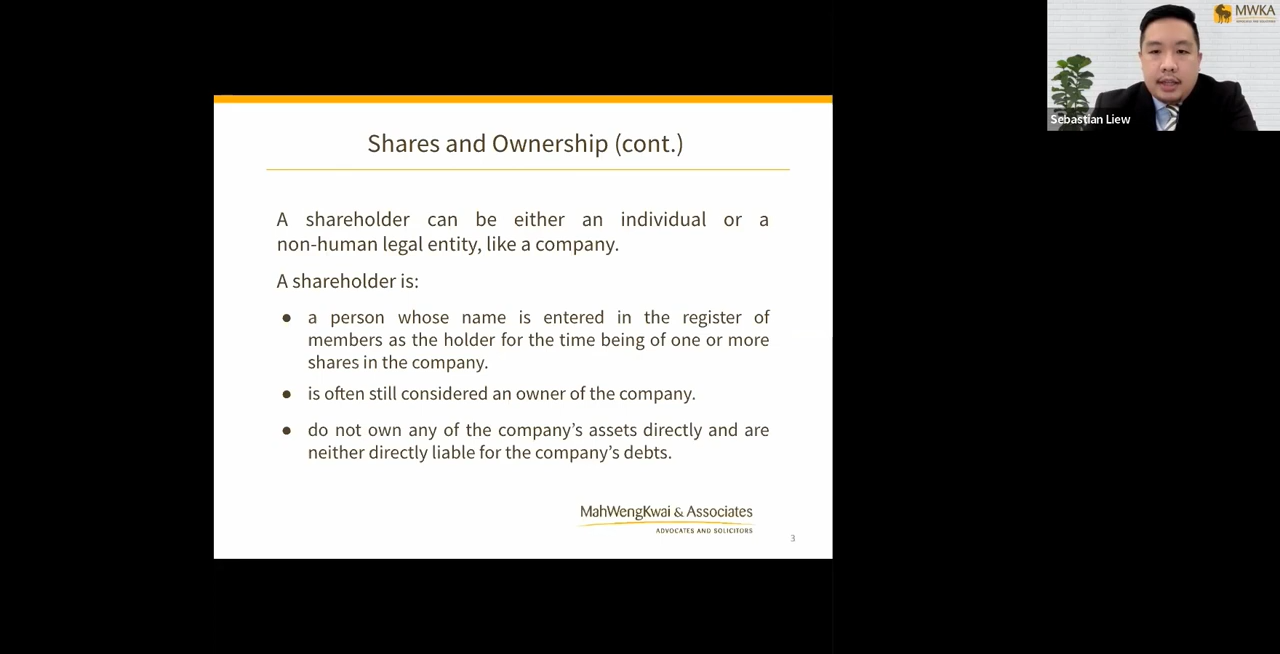 MWKA
Sebastian Liew
Shares and Ownership (cont.)
A shareholder can be either an individual or a
non-human legal entity, like a company.
A shareholder is:
● a person whose name is entered in the register of
members as the holder for the time being of one or more
shares in the company.
● is often still considered an owner of the company.
● do not own any of the company’s assets directly and are
neither directly liable for the company’s debts.
MahWengKwai & Associates
ADVOCATES AND SOLICITORS
3